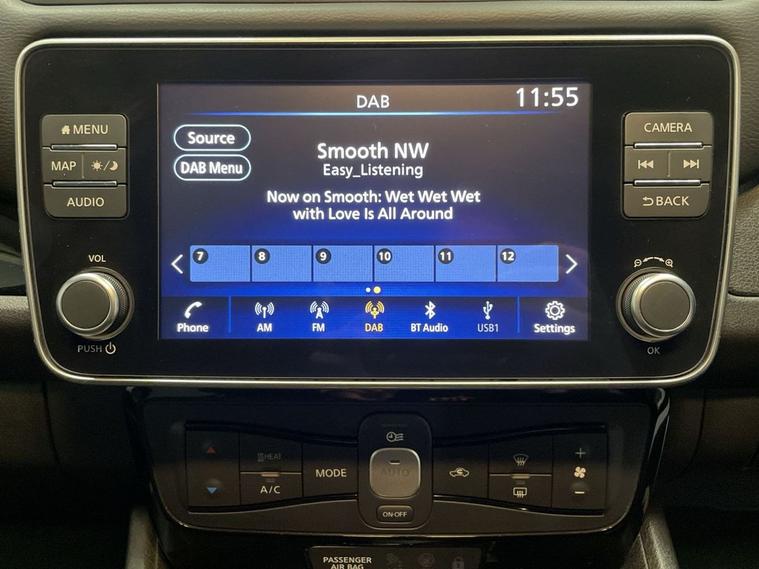 DAB
11:55
Source
DAB Menu
Smooth NW
Easy_Listening
Now on Smooth: Wet Wet Wet
with Love Is All Around
7 8 9 10 11 12
Phone AM FM DAB BT Audio USB1 Settings
MENU
MAP
AUDIO
VOL
PUSH
CAMERA
BACK
OK
HEAT
A/C
MODE
AUTO
ON·OFF
PASSENGER
AIR BAG